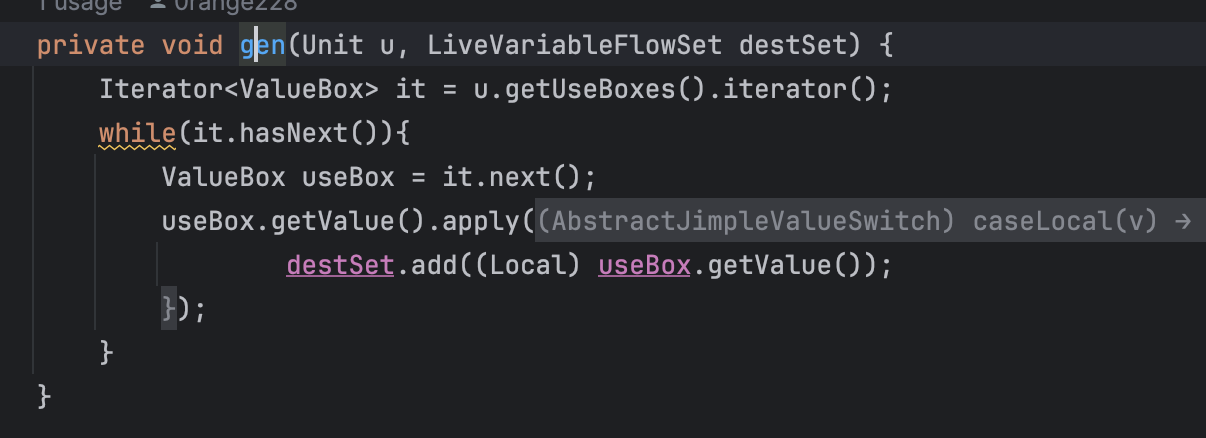 1 usage 0range228
private void gen(Unit u, LiveVariableFlowSet destSet) {
Iterator<ValueBox> it = u.getUseBoxes().iterator();
while(it.hasNext()){
ValueBox useBox = it.next();
useBox.getValue().apply((AbstractJimpleValueSwitch) caseLocal(v) →
destSet.add((Local) useBox.getValue());
});
}
}